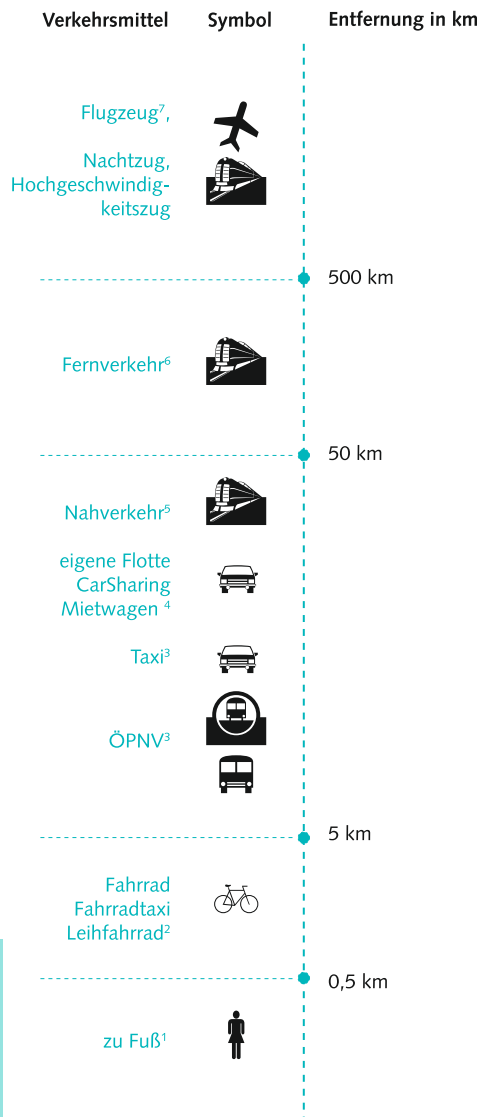 Verkehrsmittel Symbol Entfernung in km
Flugzeug⁷,
Nachtzug,
Hochgeschwindig-
keitszug
500 km
Fernverkehr⁶
50 km
Nahverkehr⁵
eigene Flotte
CarSharing
Mietwagen ⁴
Taxi³
ÖPNV³
5 km
Fahrrad
Fahrradtaxi
Leihfahrrad²
0,5 km
zu Fuß¹